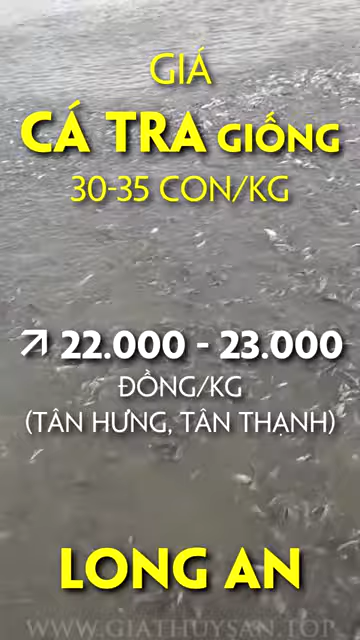 GIÁ
CÁ TRA GIỐNG
30-35 CON/KG
↗ 22.000 - 23.000
ĐỒNG/KG
(TÂN HƯNG, TÂN THẠNH)
LONG AN
WWW.GIATHUYSAN.TOP